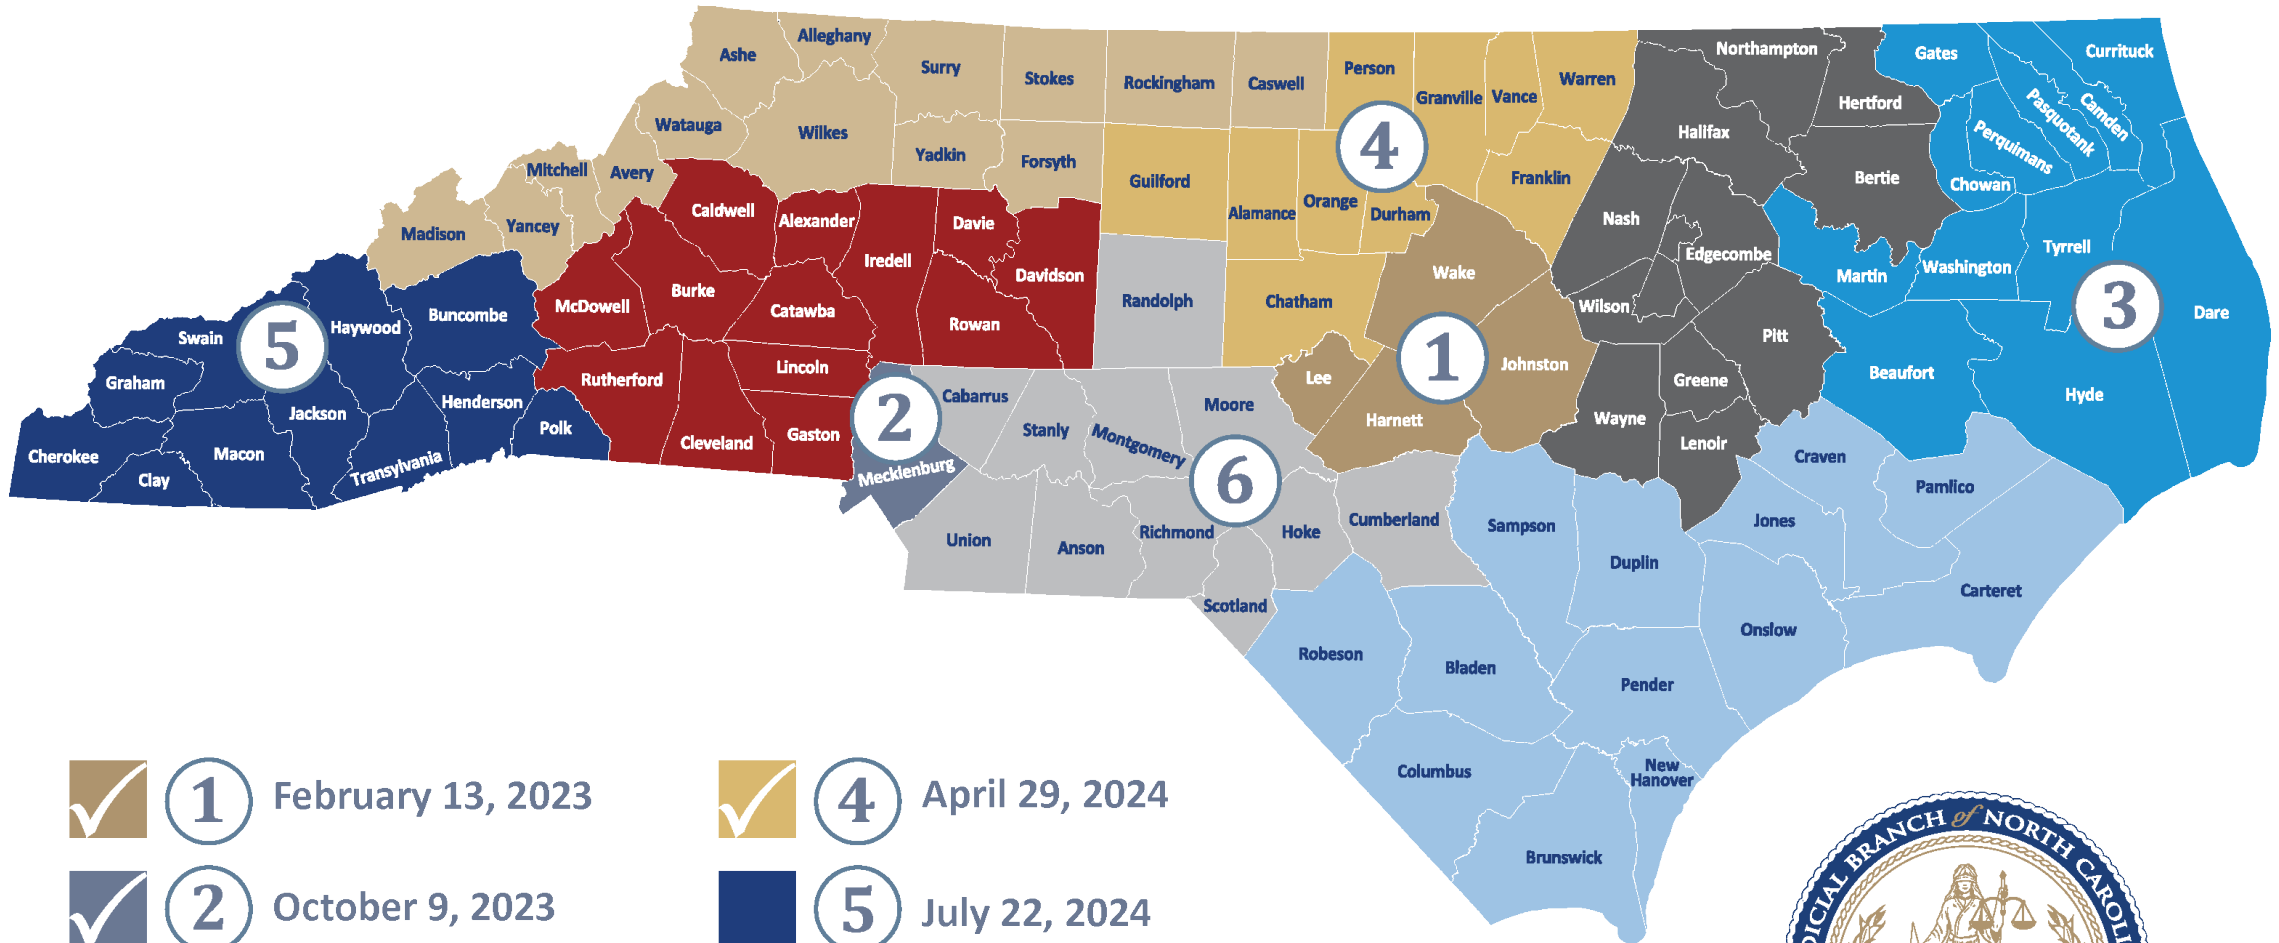 Ashe
Alleghany
Surry
Stokes
Rockingham
Caswell
Person
Granville
Vance
Warren
Northampton
Gates
Currituck
Hertford
Camden
Pasquotank
Perquimans
Watauga
Wilkes
Yadkin
Forsyth
4
Halifax
Mitchell
Avery
Guilford
Franklin
Bertie
Chowan
Madison
Yancey
Caldwell
Alexander
Davie
Alamance
Orange
Durham
Nash
Edgecombe
Tyrrell
Iredell
Davidson
Wake
Martin
Washington
McDowell
Burke
Catawba
Rowan
Randolph
Chatham
Wilson
3
Dare
Swain
5
Haywood
Buncombe
Pitt
Graham
Rutherford
Lincoln
Lee
1
Johnston
Greene
Beaufort
Hyde
Jackson
Henderson
Polk
Cleveland
Gaston
2
Cabarrus
Moore
Harnett
Wayne
Lenoir
Cherokee
Clay
Macon
Transylvania
Mecklenburg
Stanly
Montgomery
6
Craven
Pamlico
Union
Anson
Richmond
Hoke
Cumberland
Sampson
Jones
Duplin
Scotland
Carteret
Onslow
Robeson
Bladen
Pender
Columbus
New
Hanover
Brunswick
1 February 13, 2023
4 April 29, 2024
2 October 9, 2023
5 July 22, 2024
DICIAL BRANCH of NORTH CAROLI